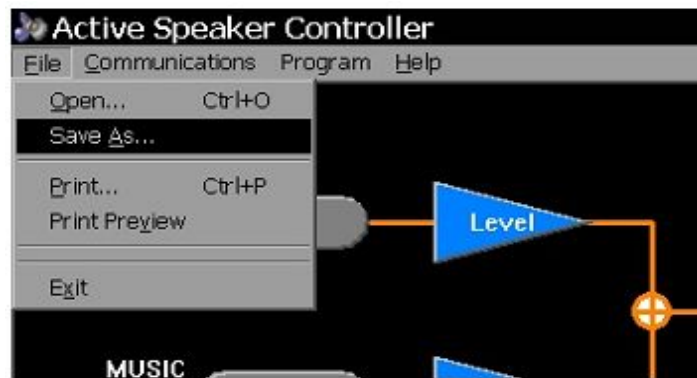 Active Speaker Controller
File Communications Program Help
Open... Ctrl+O
Save As...
Print... Ctrl+P
Print Preview
Level
Exit
MUSIC